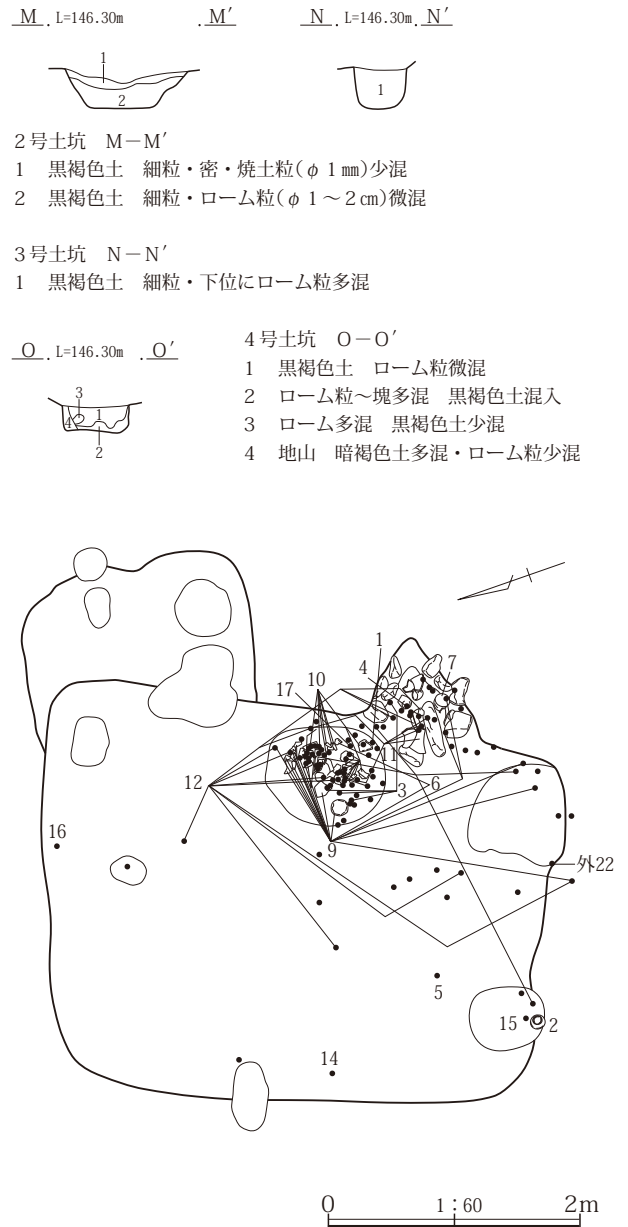 M . L=146.30m . M′
N . L=146.30m . N′
1
2
1
2号土坑 M－M′
1 黒褐色土 細粒・密・焼土粒(φ 1 ㎜)少混
2 黒褐色土 細粒・ローム粒(φ 1 〜 2 ㎝)微混
3号土坑 N－N′
1 黒褐色土 細粒・下位にローム粒多混
O . L=146.30m . O′
3
1
4
2
4号土坑 O－O′
1 黒褐色土 ローム粒微混
2 ローム粒〜塊多混 黒褐色土混入
3 ローム多混 黒褐色土少混
4 地山 暗褐色土多混・ローム粒少混
1
4
7
10
17
11
12
3
6
16
9
外22
5
15
2
14
0 1：60 2m